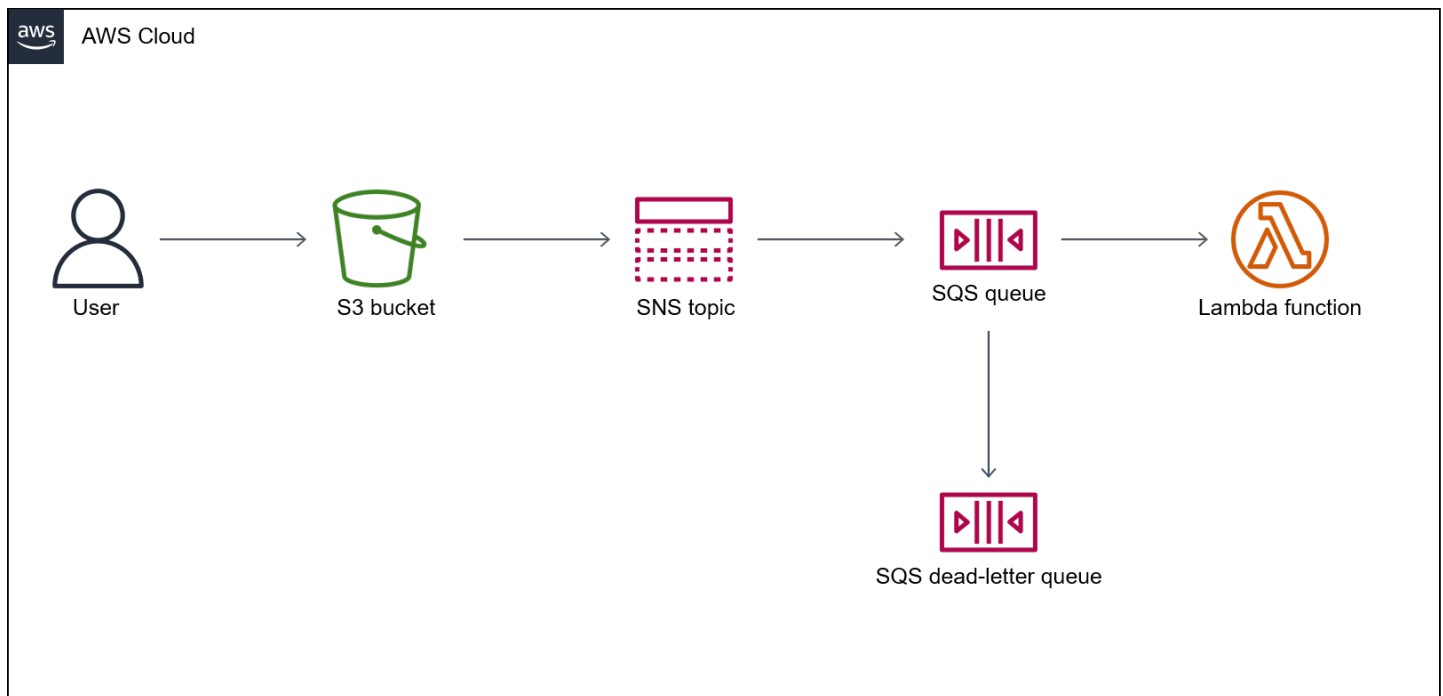 aws
AWS Cloud
User
S3 bucket
SNS topic
SQS queue
Lambda function
SQS dead-letter queue